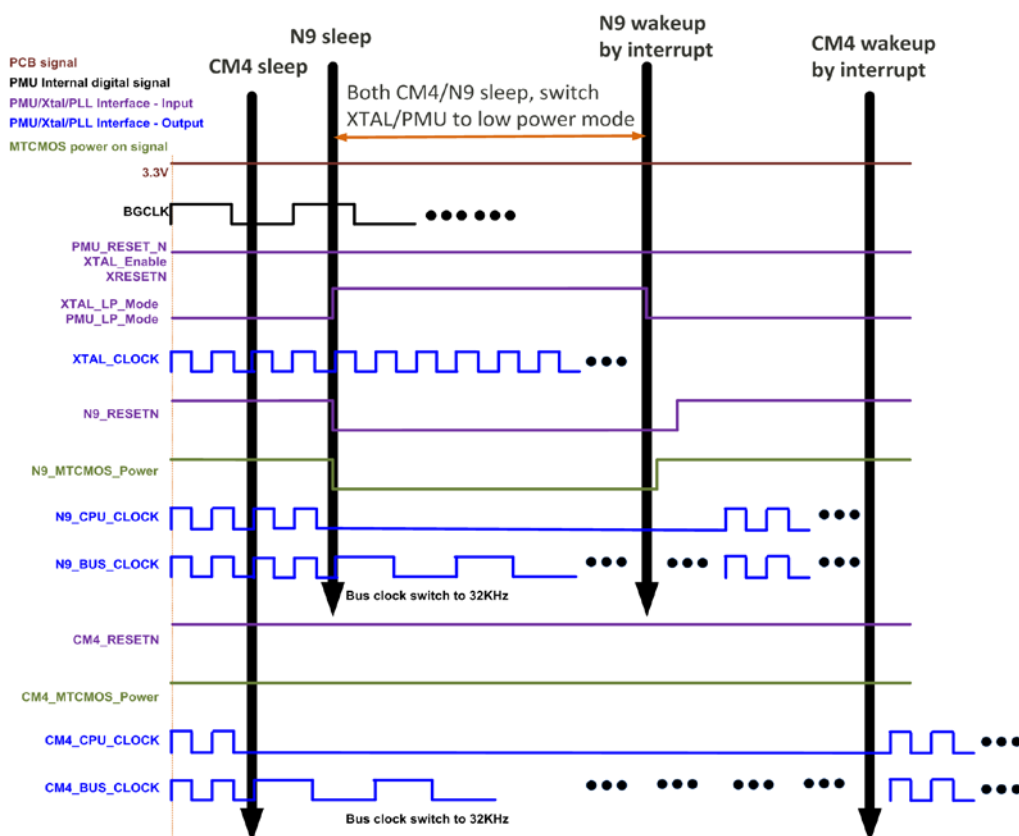 N9 sleep
CM4 sleep
N9 wakeup
by interrupt
CM4 wakeup
by interrupt
PCB signal
PMU Internal digital signal
PMU/Xtal/PLL Interface - Input
PMU/Xtal/PLL Interface - Output
MTCMOS power on signal
Both CM4/N9 sleep, switch
XTAL/PMU to low power mode
3.3V
BGCLK
PMU_RESET_N
XTAL_Enable
XRESETN
XTAL_LP_Mode
PMU_LP_Mode
XTAL_CLOCK
N9_RESETN
N9_MTCMOS_Power
N9_CPU_CLOCK
N9_BUS_CLOCK
Bus clock switch to 32KHz
CM4_RESETN
CM4_MTCMOS_Power
CM4_CPU_CLOCK
CM4_BUS_CLOCK
Bus clock switch to 32KHz